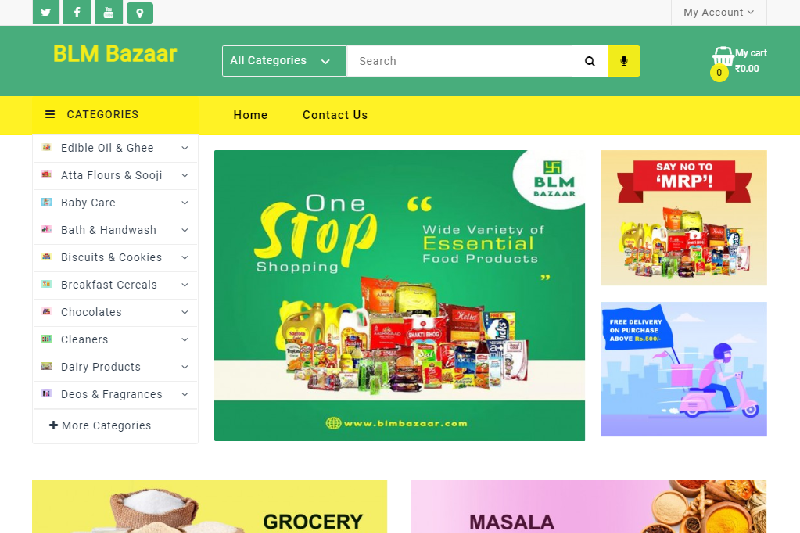 My Account
BLM Bazaar
All Categories
Search
My cart
₹0.00
0
CATEGORIES
Home
Contact Us
Edible Oil & Ghee
Atta Flours & Sooji
Baby Care
Bath & Handwash
Biscuits & Cookies
Breakfast Cereals
Chocolates
Cleaners
Dairy Products
Deos & Fragrances
More Categories
BLM
BAZAAR
One
Stop
Shopping
“
Wide Variety of
Essential
Food Products
”
www.blmbazaar.com
SAY NO TO
‘MRP’!
FREE DELIVERY
ON PURCHASE
ABOVE Rs.500/-
GROCERY
MASALA